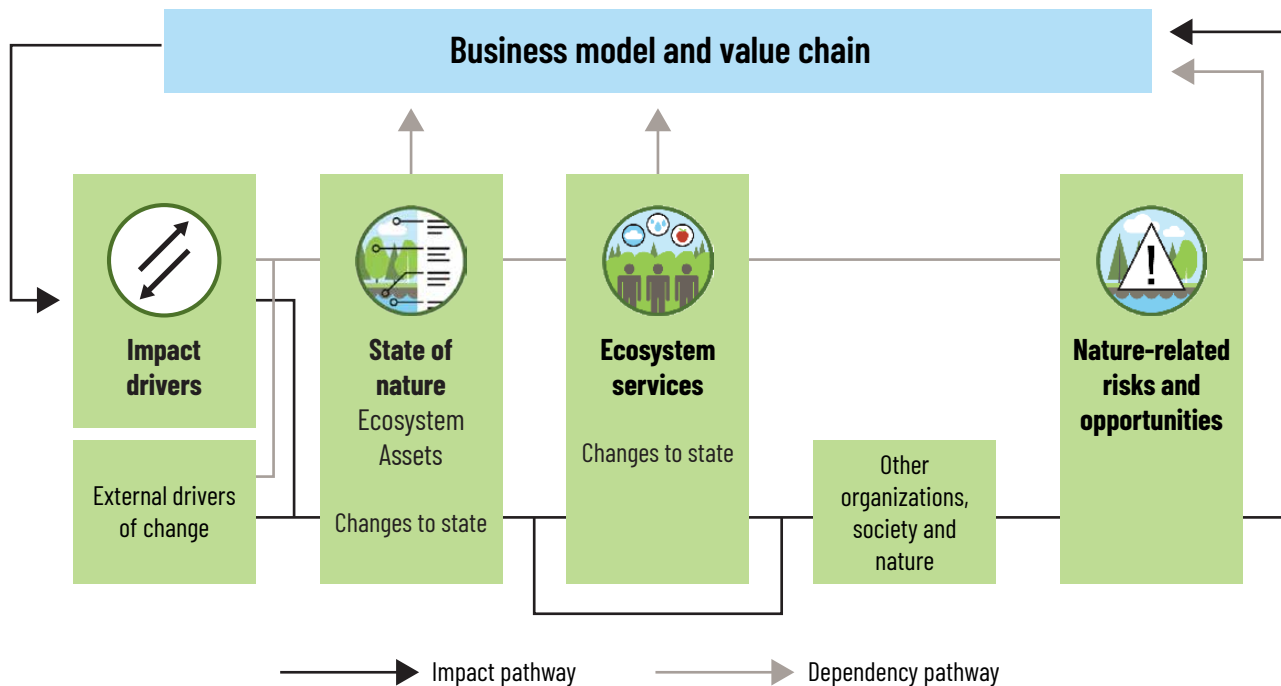 Business model and value chain
Impact
drivers
External drivers
of change
State of
nature
Ecosystem
Assets
Changes to state
Ecosystem
services
Changes to state
Other
organizations,
society and
nature
!
Nature-related
risks and
opportunities
Impact pathway
Dependency pathway